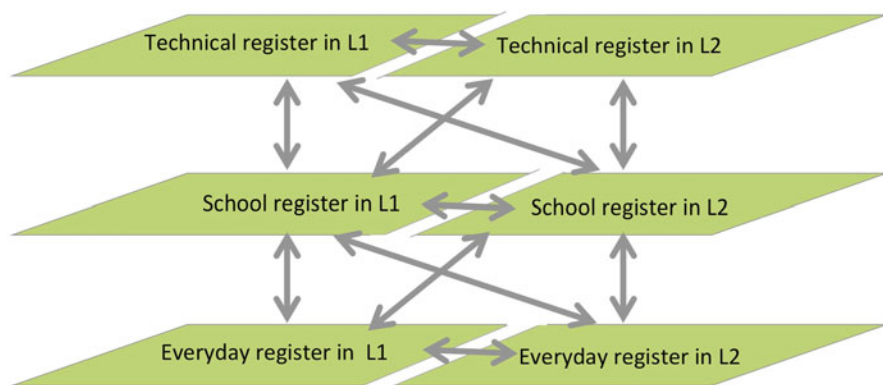 Technical register in L1
Technical register in L2
School register in L1
School register in L2
Everyday register in L1
Everyday register in L2